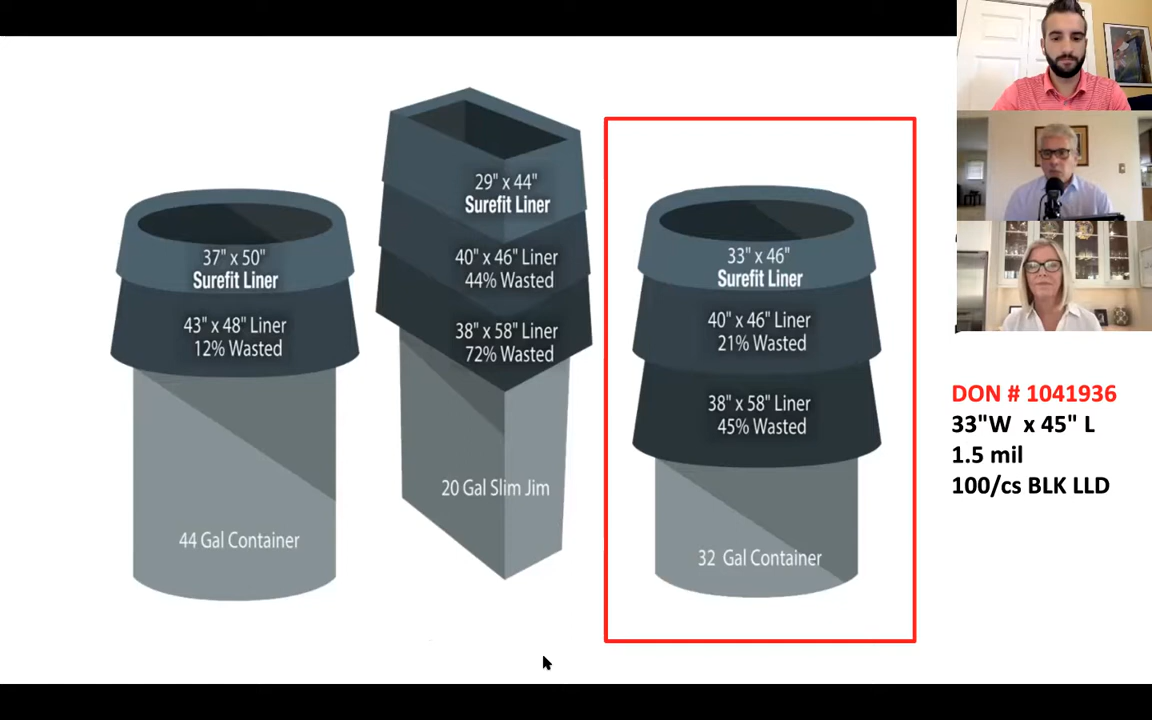 37" x 50"
Surefit Liner
43" x 48" Liner
12% Wasted
44 Gal Container
29" x 44"
Surefit Liner
40" x 46" Liner
44% Wasted
38" x 58" Liner
72% Wasted
20 Gal Slim Jim
33" x 46"
Surefit Liner
40" x 46" Liner
21% Wasted
38" x 58" Liner
45% Wasted
32 Gal Container
DON # 1041936
33"W x 45" L
1.5 mil
100/cs BLK LLD